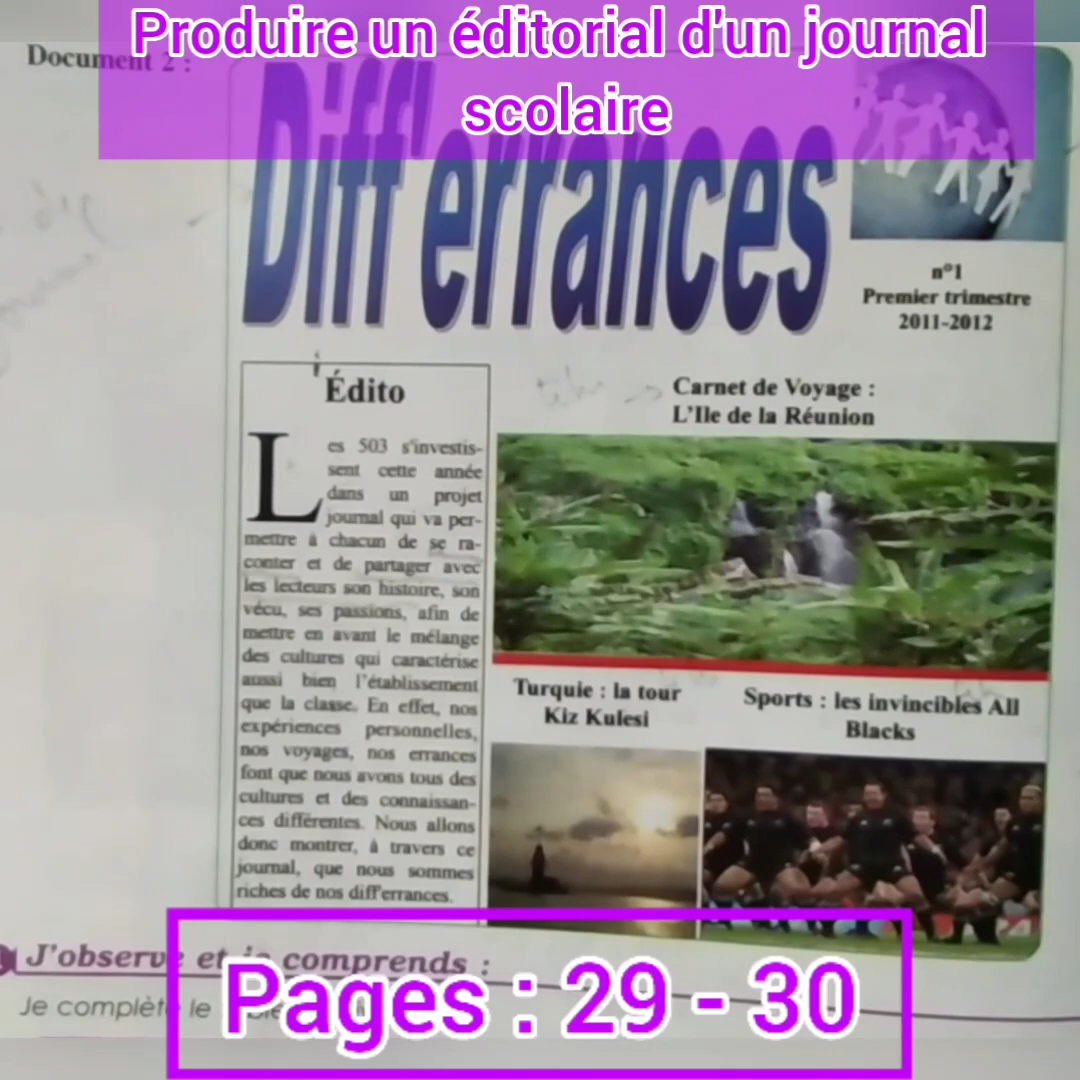 Produire un éditorial d'un journal
scolaire
Document 2 :
Diff'errances
n°1
Premier trimestre
2011-2012
Édito
Les 503 s'investis-
sent cette année
dans un projet
journal qui va per-
mettre à chacun de se ra-
conter et de partager avec
les lecteurs son histoire, son
vécu, ses passions, afin de
mettre en avant le mélange
des cultures qui caractérise
aussi bien l'établissement
que la classe. En effet, nos
expériences personnelles,
nos voyages, nos errances
font que nous avons tous des
cultures et des connaissan-
ces différentes. Nous allons
donc montrer, à travers ce
journal, que nous sommes
riches de nos diff'errances.
Carnet de Voyage :
L'Ile de la Réunion
Turquie : la tour
Kiz Kulesi
Sports : les invincibles All
Blacks
J'observe et je comprends :
Je complète le
Pages : 29 - 30